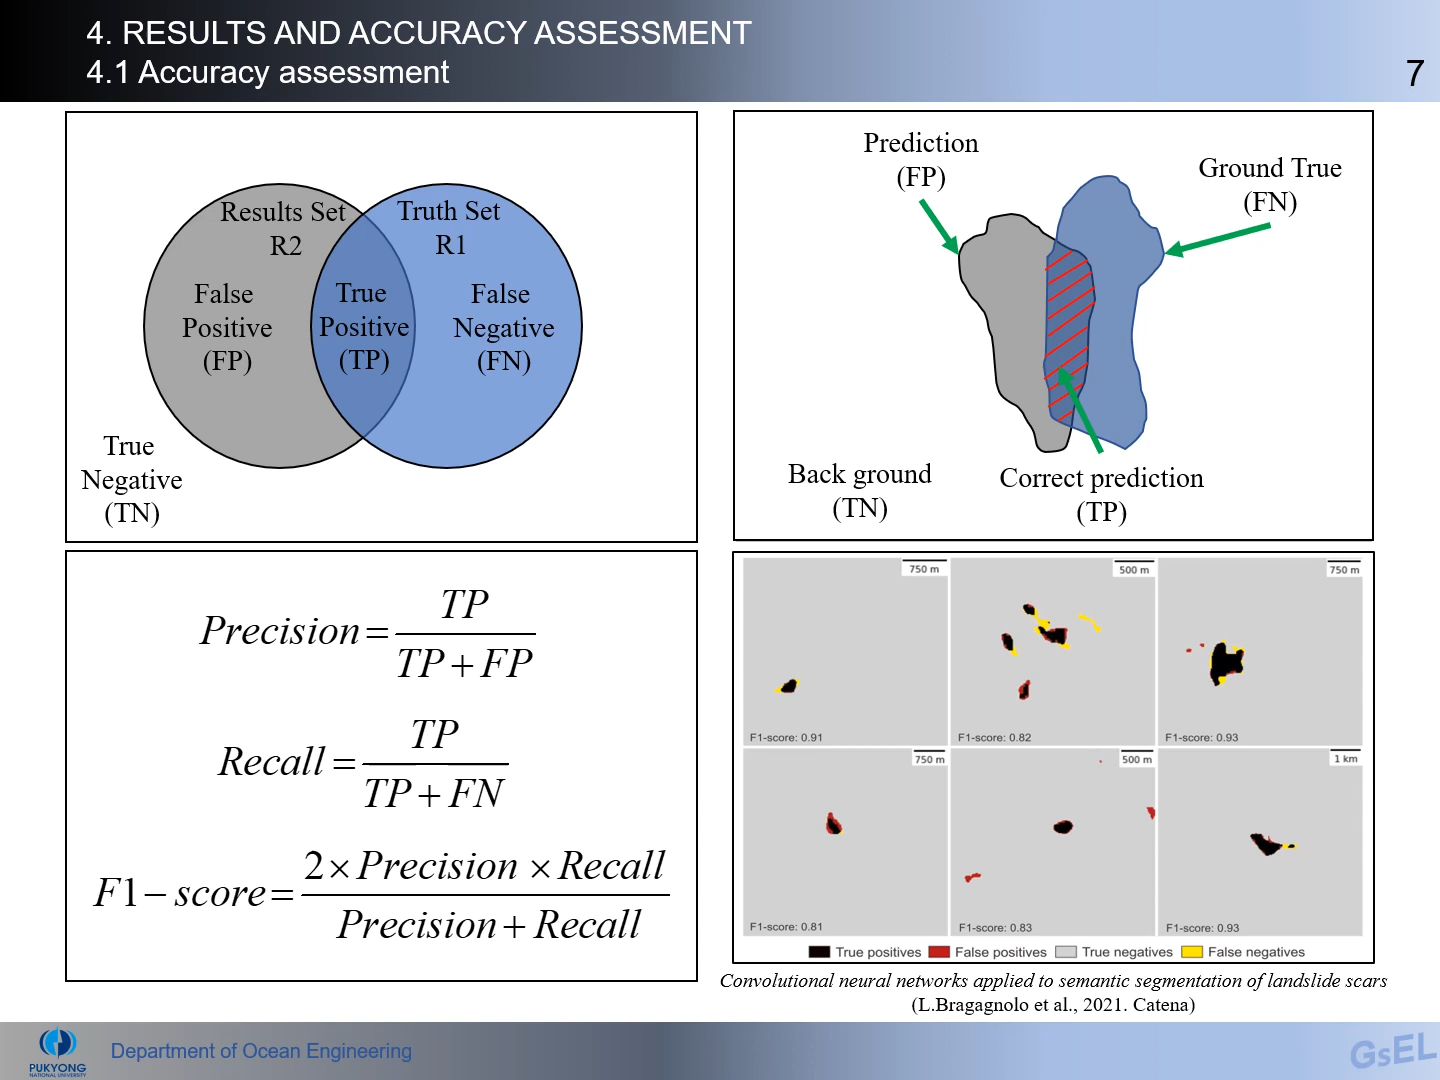 4. RESULTS AND ACCURACY ASSESSMENT
4.1 Accuracy assessment
7
Results Set
R2
Truth Set
R1
False
Positive
(FP)
True
Positive
(TP)
False
Negative
(FN)
True
Negative
(TN)
Prediction
(FP)
Ground True
(FN)
Back ground
(TN)
Correct prediction
(TP)
Precision = TP / TP + FP
Recall = TP / TP + FN
F1 − score = 2 × Precision × Recall / Precision + Recall
750 m
500 m
750 m
F1-score: 0.91
F1-score: 0.82
F1-score: 0.93
750 m
500 m
1 km
F1-score: 0.81
F1-score: 0.83
F1-score: 0.93
True positives
False positives
True negatives
False negatives
Convolutional neural networks applied to semantic segmentation of landslide scars
(L.Bragagnolo et al., 2021. Catena)
PUKYONG
NATIONAL UNIVERSITY
Department of Ocean Engineering
GsEL